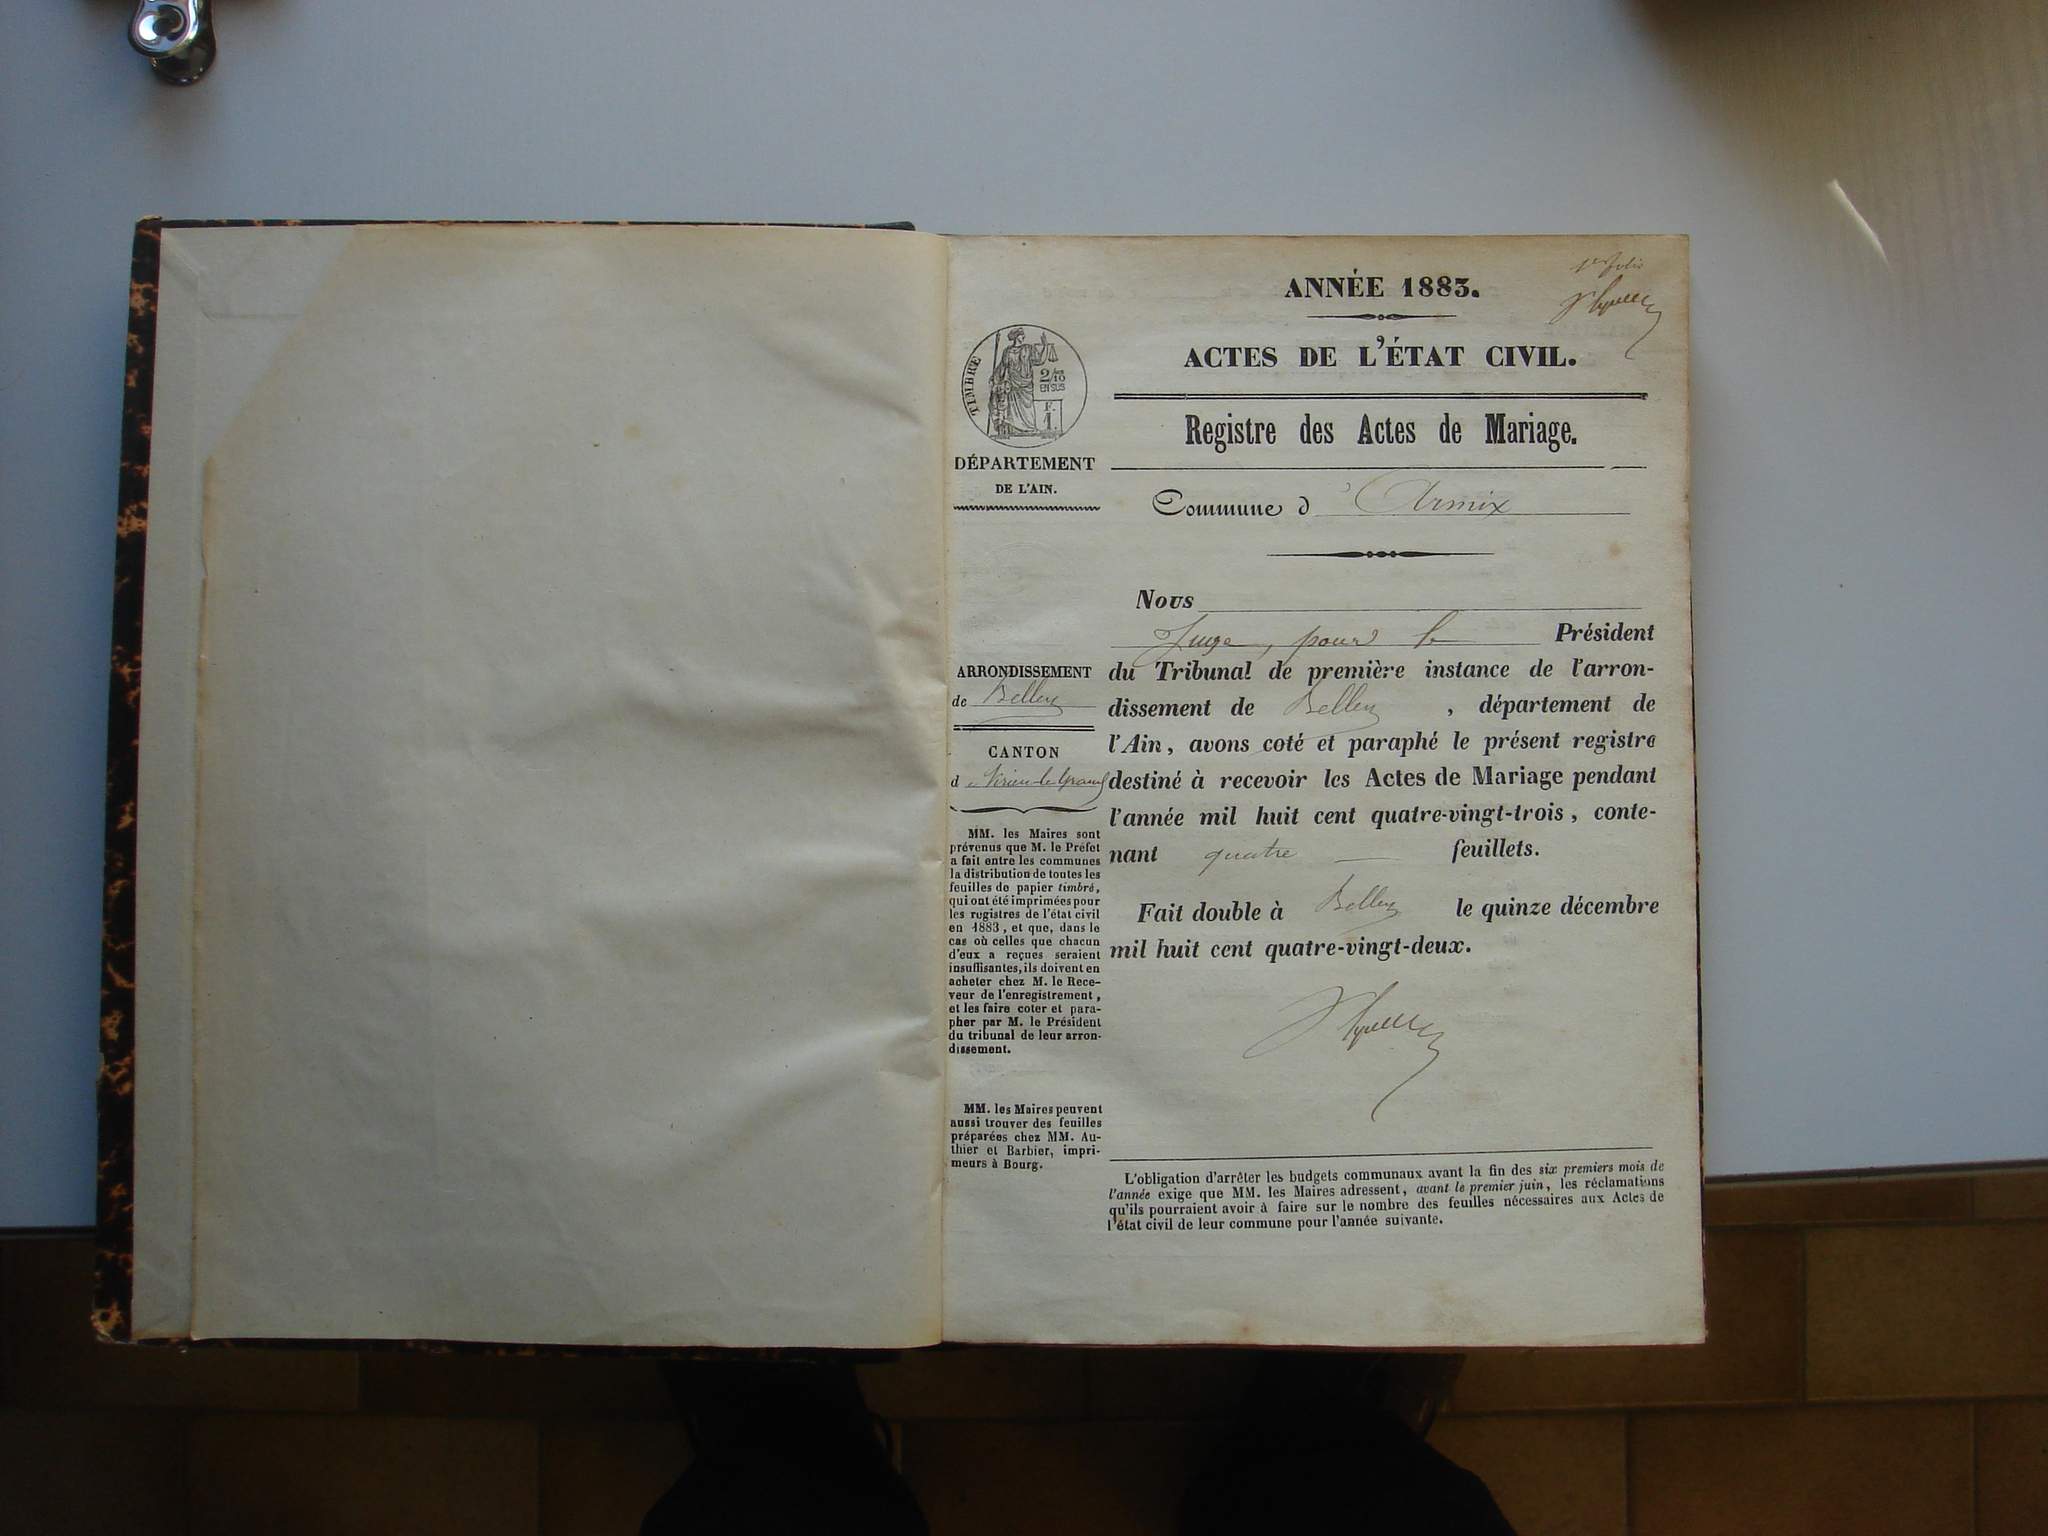 ANNÉE 1883.
1er folio
ACTES DE L'ÉTAT CIVIL.
Registre des Actes de Mariage.
Commune d'Armix
TIMBRE
2/10
EN SUS
F.
1.
DÉPARTEMENT
DE L'AIN.
ARRONDISSEMENT
de Belley
CANTON
de Virieu-le-Grand
MM. les Maires sont
prévenus que M. le Préfet
a fait entre les communes
la distribution de toutes les
feuilles de papier timbré,
qui ont été imprimées pour
les registres de l'état civil
en 1883, et que, dans le
cas où celles que chacun
d'eux a reçues seraient
insuffisantes, ils doivent en
acheter chez M. le Rece-
veur de l'enregistrement,
et les faire coter et para-
pher par M. le Président
du tribunal de leur arron-
dissement.
MM. les Maires peuvent
aussi trouver des feuilles
préparées chez MM. Au-
thier et Barbier, impri-
meurs à Bourg.
Nous
Juge, pour le Président
du Tribunal de première instance de l'arron-
dissement de Belley, département de
l'Ain, avons coté et paraphé le présent registre
destiné à recevoir les Actes de Mariage pendant
l'année mil huit cent quatre-vingt-trois, conte-
nant quatre feuillets.
Fait double à Belley le quinze décembre
mil huit cent quatre-vingt-deux.
L'obligation d'arrêter les budgets communaux avant la fin des six premiers mois de
l'année exige que MM. les Maires adressent, avant le premier juin, les réclamations
qu'ils pourraient avoir à faire sur le nombre des feuilles nécessaires aux Actes de
l'état civil de leur commune pour l'année suivante.